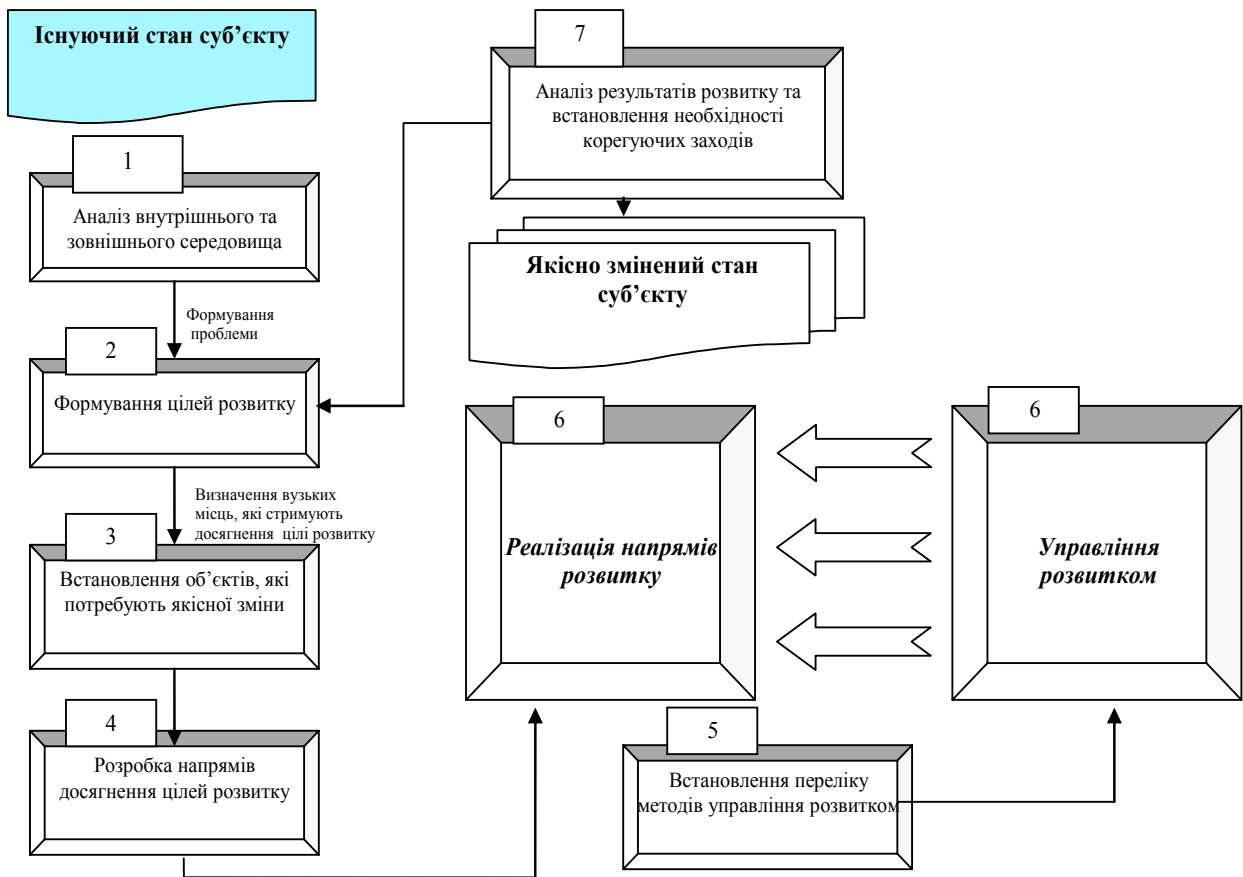 Існуючий стан суб’єкту
1
Аналіз внутрішнього та
зовнішнього середовища
Формування
проблеми
2
Формування цілей розвитку
Визначення вузьких
місць, які стримують
досягнення цілі розвитку
3
Встановлення об’єктів, які
потребують якісної зміни
4
Розробка напрямів
досягнення цілей розвитку
7
Аналіз результатів розвитку та
встановлення необхідності
корегуючих заходів
Якісно змінений стан
суб’єкту
6
Реалізація напрямів
розвитку
6
Управління
розвитком
5
Встановлення переліку
методів управління розвитком